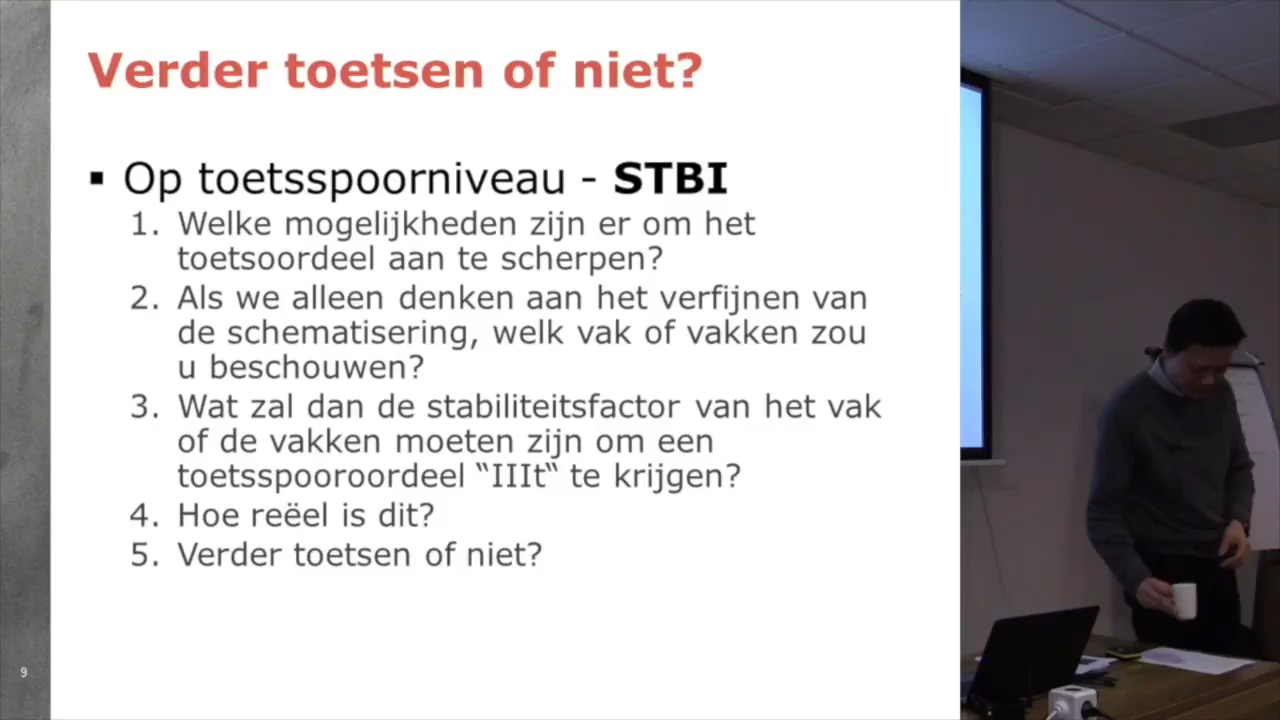 Verder toetsen of niet?
▪ Op toetsspoorniveau - STBI
1. Welke mogelijkheden zijn er om het
toetsoordeel aan te scherpen?
2. Als we alleen denken aan het verfijnen van
de schematisering, welk vak of vakken zou
u beschouwen?
3. Wat zal dan de stabiliteitsfactor van het vak
of de vakken moeten zijn om een
toetsspooroordeel “IIIt“ te krijgen?
4. Hoe reëel is dit?
5. Verder toetsen of niet?
9